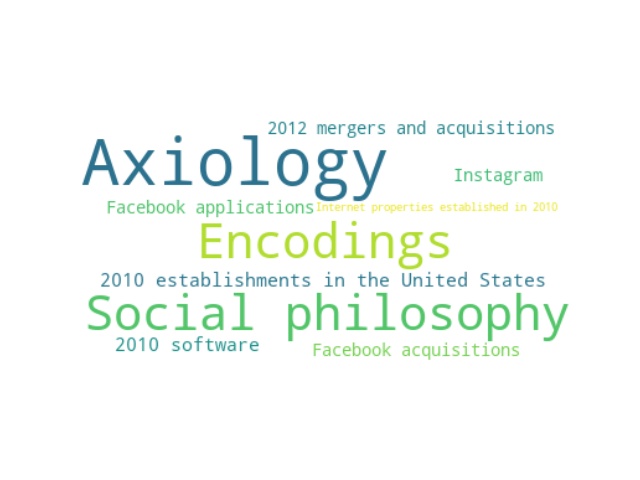 2012 mergers and acquisitions
Axiology
Instagram
Facebook applications
Internet properties established in 2010
Encodings
2010 establishments in the United States
Social philosophy
2010 software
Facebook acquisitions